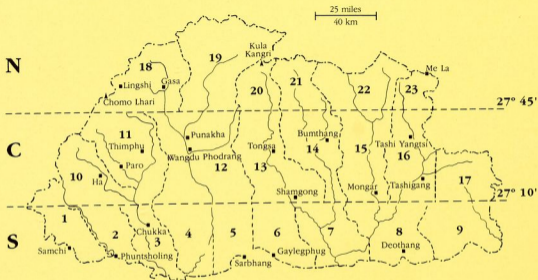 25 miles
40 km
Kula
Kangri
N
18
19
Me La
Lingshi
Gasa
20
21
22
23
Chomo Lhari
27° 45'
11
Punakha
Thimphu
Bumthang
Tashi Yangtsi
C
Wangdu Phodrang
Tongsa
14
15
16
Paro
12
13
10
Ha
Tashigang
17
Shamgong
Mongar
27° 10'
1
Chukka
S
2
3
4
5
6
7
8
9
Samchi
Phuntsholing
Sarbhang
Gaylegphug
Deothang